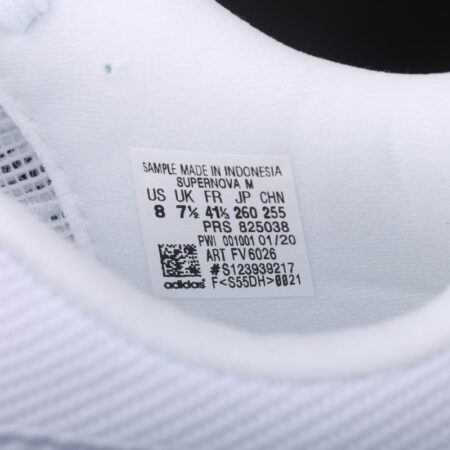 SAMPLE MADE IN INDONESIA
SUPERNOVA M
US UK FR JP CHN
8 7½ 41⅓ 260 255
PRS 825038
PWI 001001 01/20
ART FV6026
#S123939217
adidas F<S55DH>0021